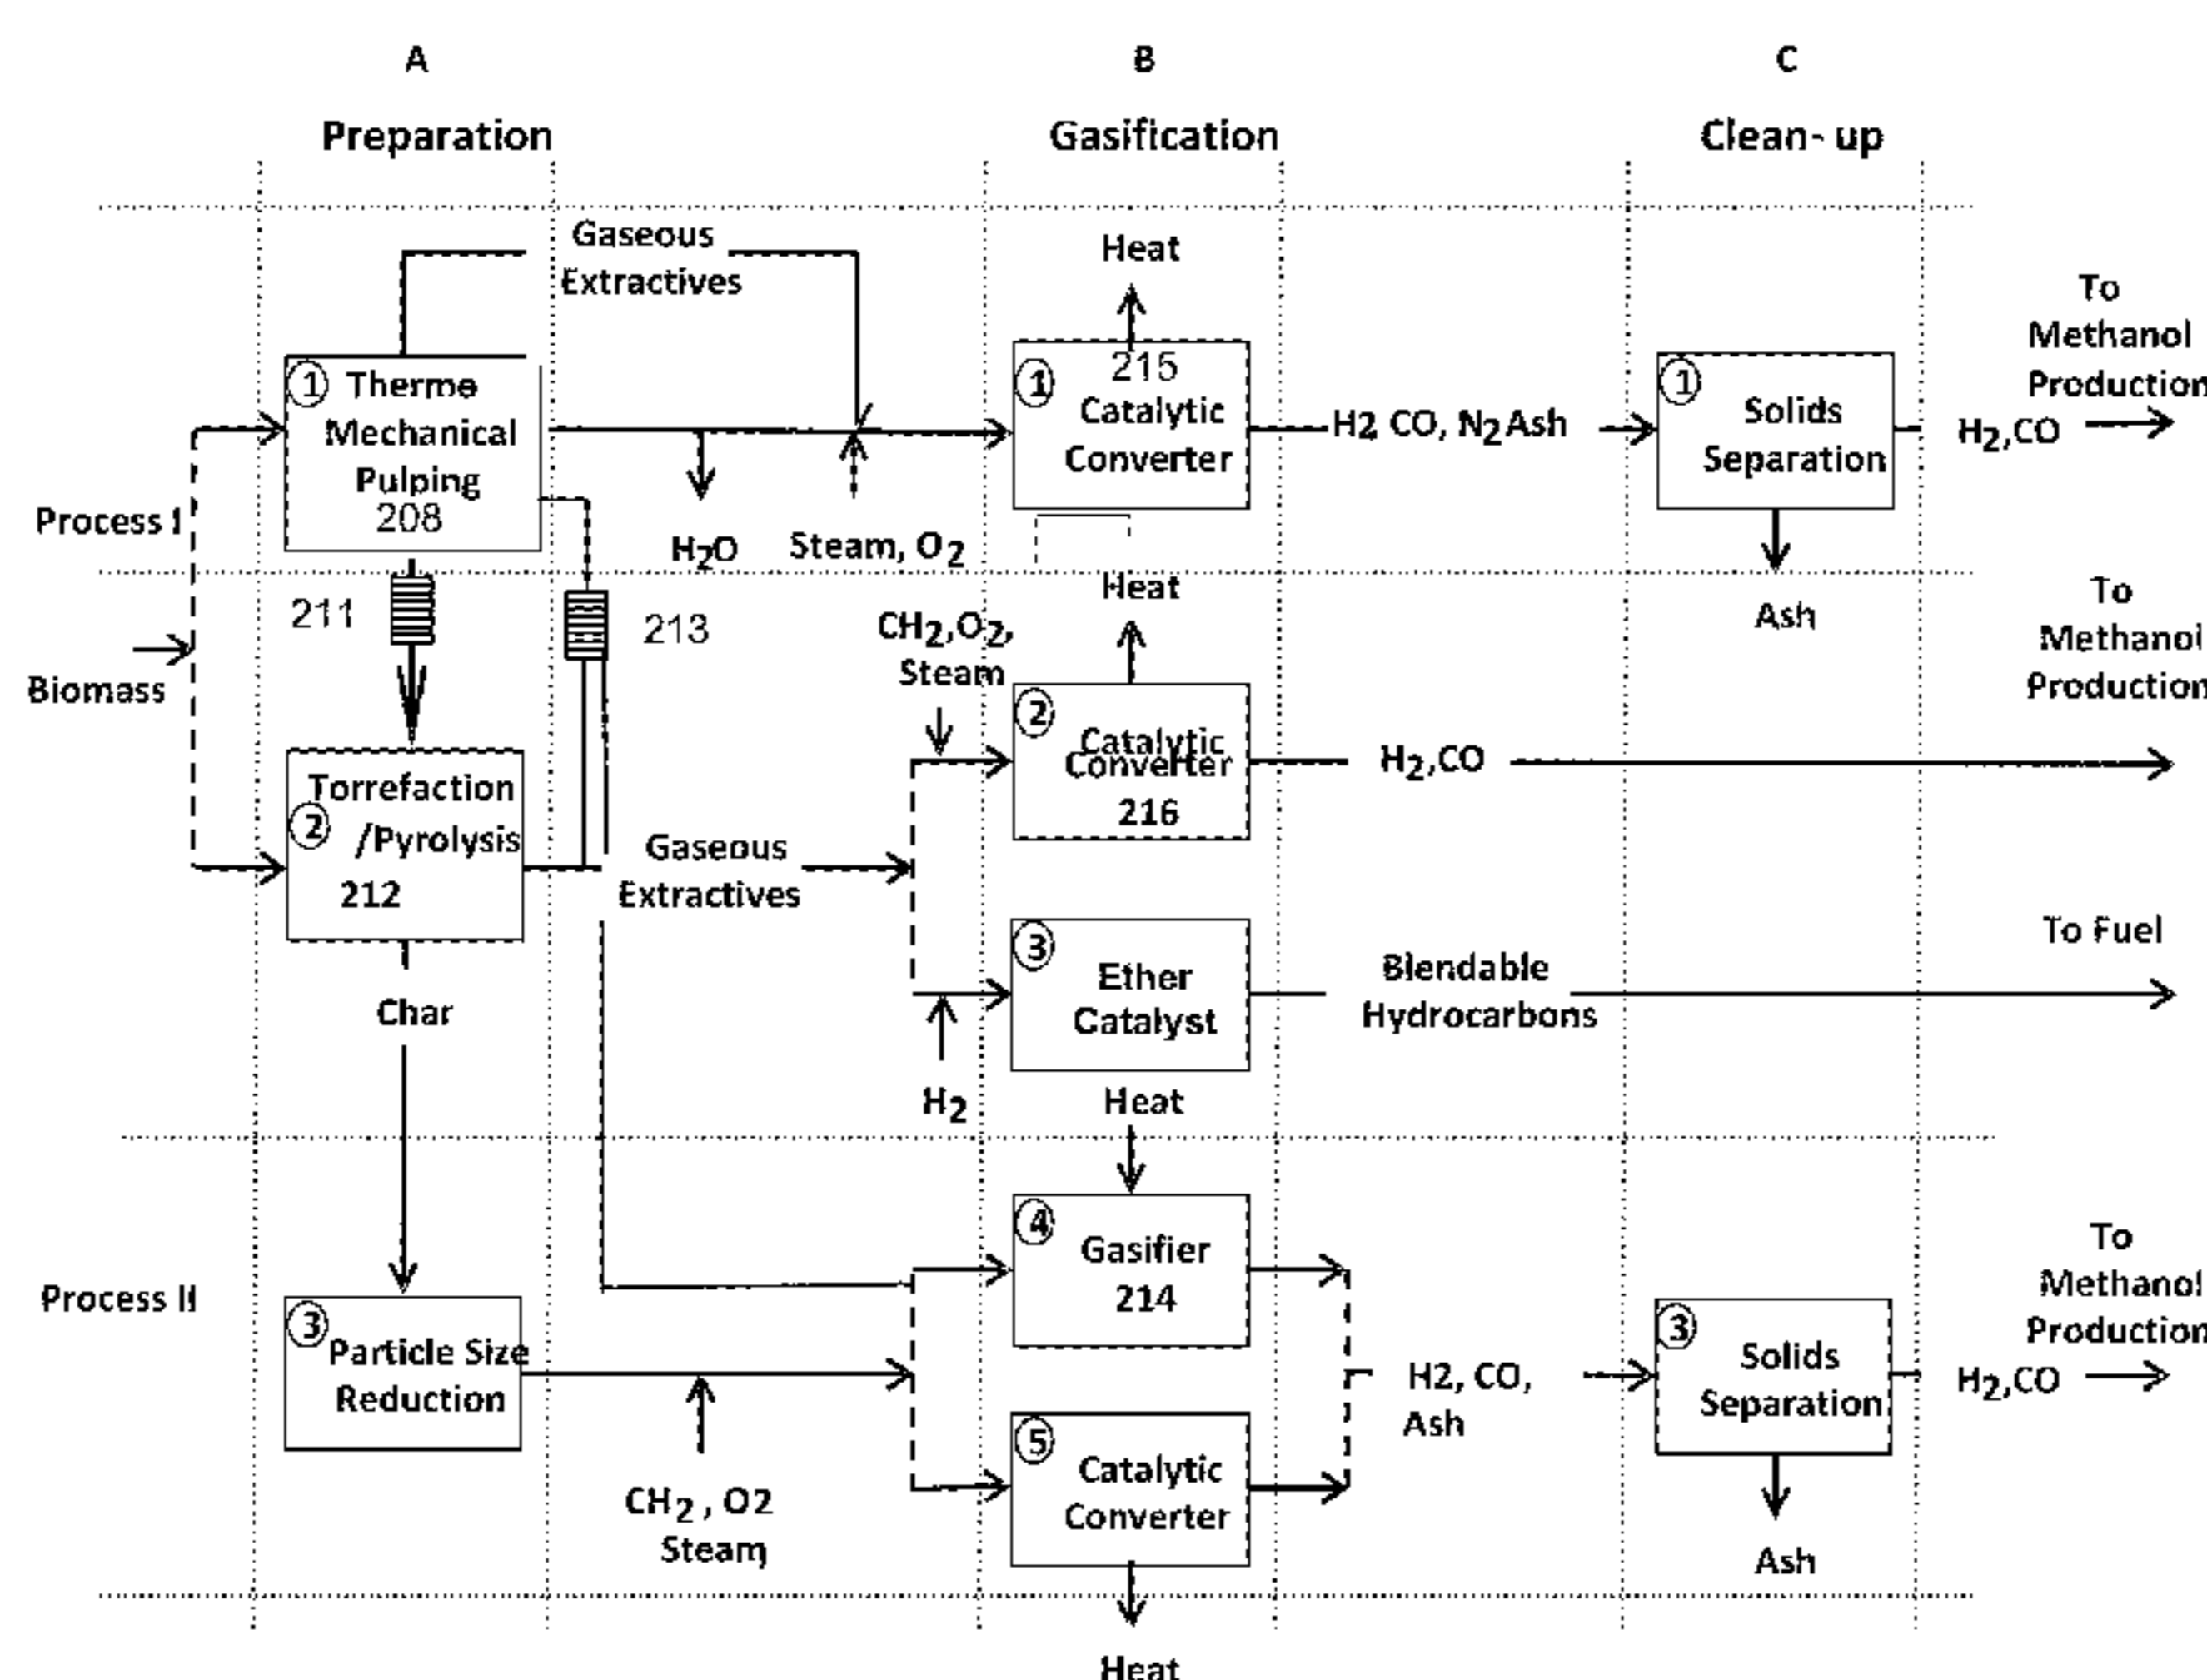 A
B
C
Preparation
Gasification
Clean- up
Gaseous
Extractives
Heat
To
Methanol
Production
1
Thermo
Mechanical
Pulping
208
1
215
Catalytic
Converter
H2 CO, N2 Ash
1
Solids
Separation
H2,CO
Process I
H2O
Steam, O2
Ash
211
213
Biomass
CH2,O2,
Steam
Heat
2
Catalytic
Converter
216
H2,CO
To
Methanol
Production
Torrefaction
2
/Pyrolysis
212
Gaseous
Extractives
3
Ether
Catalyst
Blendable
Hydrocarbons
To Fuel
Char
H2
Heat
4
Gasifier
214
Process II
3
Particle Size
Reduction
CH2 , O2
Steam
5
Catalytic
Converter
H2, CO,
Ash
3
Solids
Separation
H2,CO
To
Methanol
Production
Ash
Heat